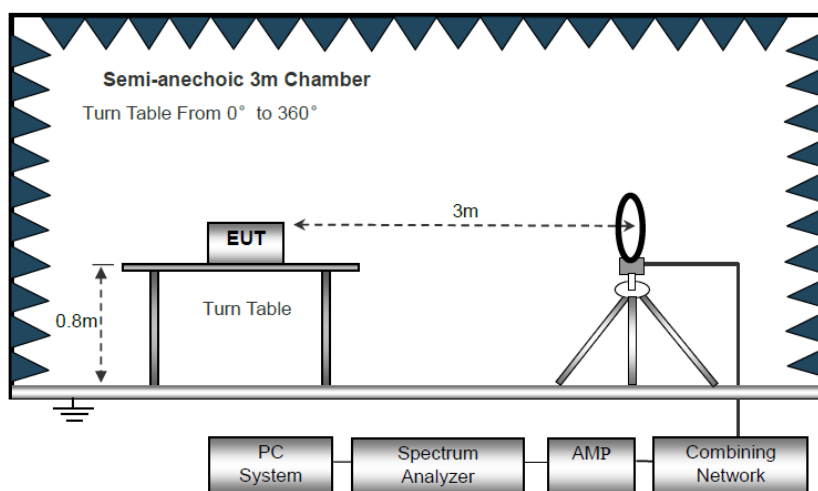 Semi-anechoic 3m Chamber
Turn Table From 0° to 360°
3m
EUT
0.8m
Turn Table
PC
System
Spectrum
Analyzer
AMP
Combining
Network